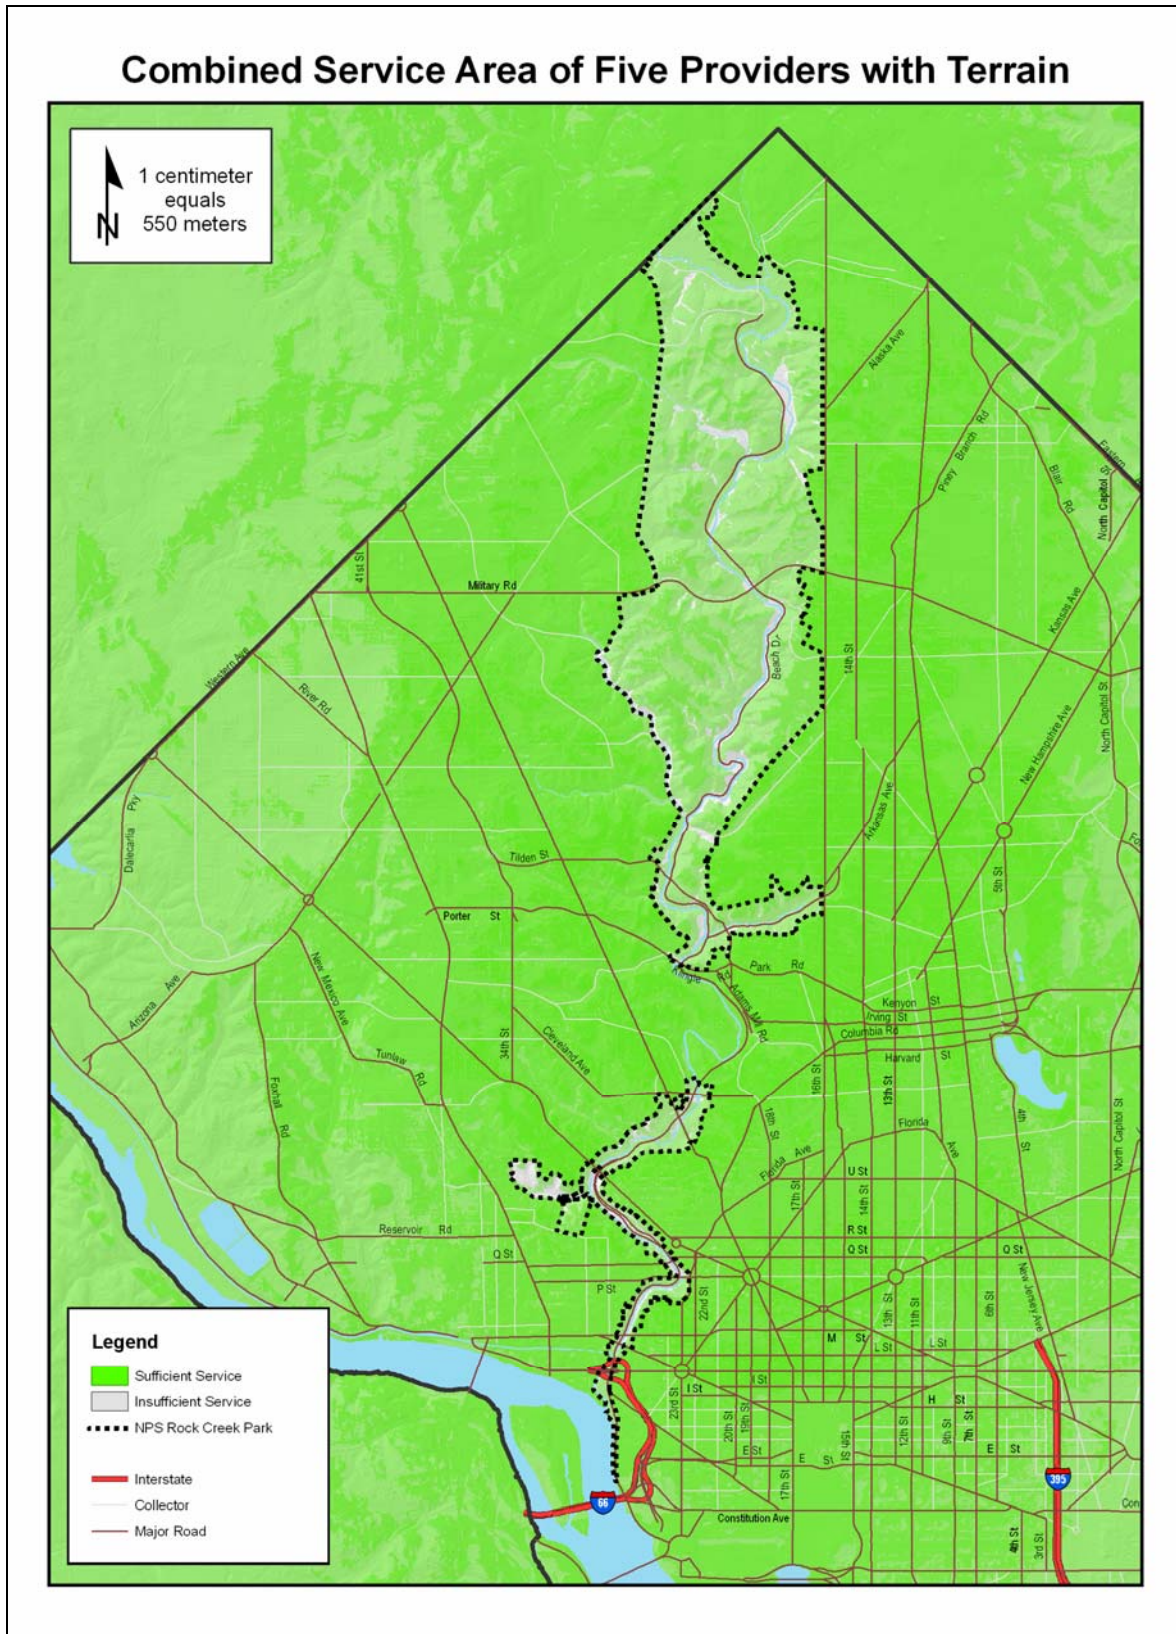 Combined Service Area of Five Providers with Terrain
1 centimeter
equals
550 meters
N
Alaska Ave
Piney Branch Rd
Blair Rd
Eastern
North Capitol St
41st St
Military Rd
Kansas Ave
Western Ave
River Rd
Beach Dr
14th St
North Capitol St
New Hampshire Ave
Dalecarlia Pky
Arkansas Ave
Tilden St
5th St
Porter St
New Mexico Ave
Arizona Ave
Klingle Rd
Park Rd
Adams Mill Rd
Kenyon St
Irving St
Columbia Rd
Harvard St
34th St
Cleveland Ave
Tunlaw Rd
Foxhall Rd
16th St
13th St
18th St
Florida Ave
4th St
North Capitol St
Florida Ave
U St
17th St
14th St
Reservoir Rd
R St
Q St
Q St
Q St
P St
22nd St
New Jersey Ave
13th St
11th St
6th St
M St
L St
L St
I St
I St
H St
23rd St
20th St
19th St
15th St
12th St
9th St
7th St
E St
E St
E St
17th St
Constitution Ave
Con
4th St
3rd St
66
395
Legend
Sufficient Service
Insufficient Service
NPS Rock Creek Park
Interstate
Collector
Major Road